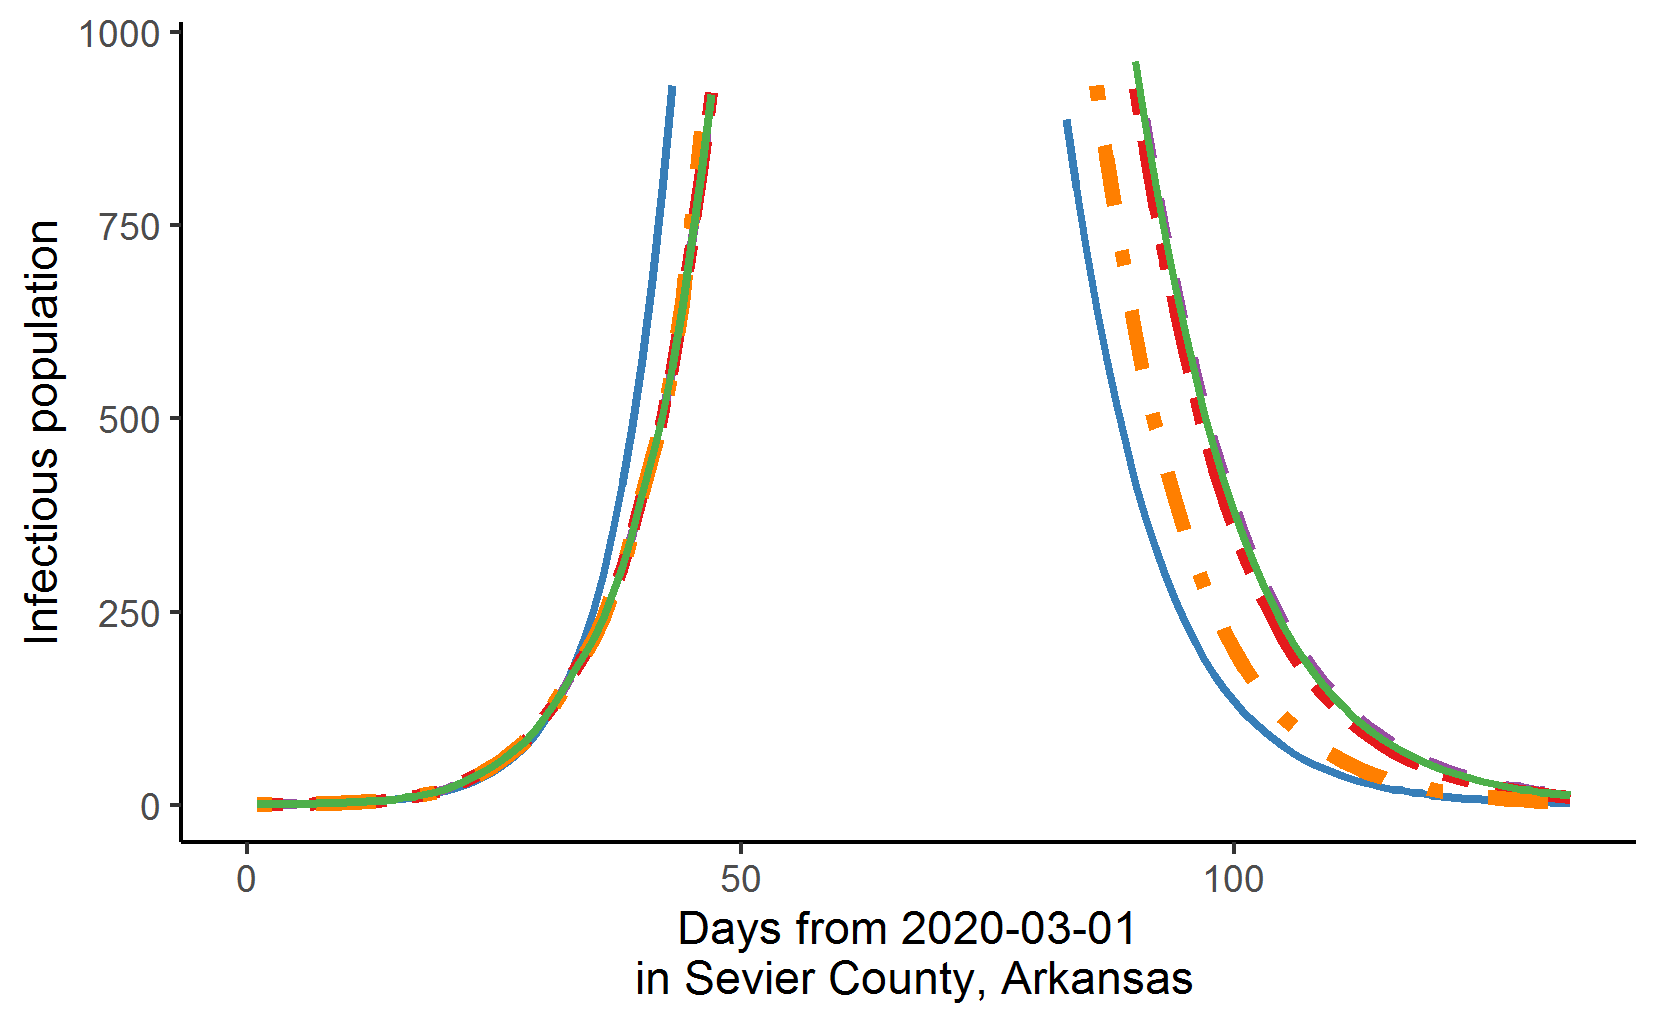 1000
750
500
250
0
Infectious population
0 50 100
Days from 2020-03-01
in Sevier County, Arkansas